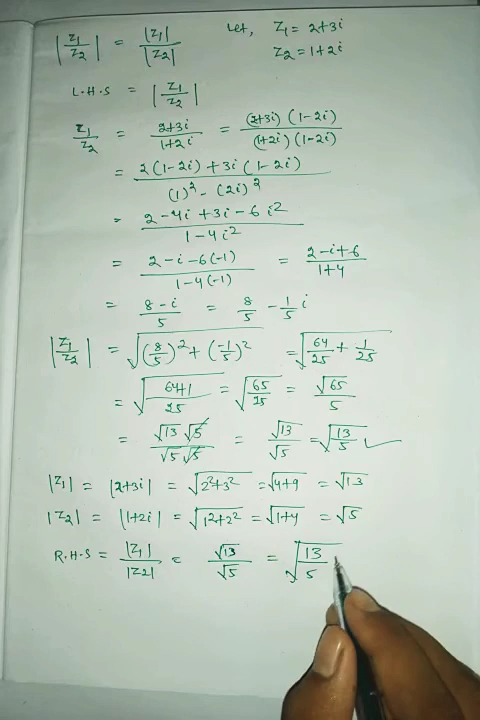 |z₁/z₂| = |z₁|/|z₂| Let, z₁ = 2+3i
z₂ = 1+2i
L.H.S = |z₁/z₂|
z₁/z₂ = (2+3i)/(1+2i) = (2+3i)(1-2i)/(1+2i)(1-2i)
= 2(1-2i)+3i(1-2i)/(1)²-(2i)²
= 2-4i+3i-6i²/1-4i²
= 2-i-6(-1)/1-4(-1) = 2-i+6/1+4
= 8-i/5 = 8/5 - 1/5 i
|z₁/z₂| = √(8/5)²+(-1/5)² = √64/25+1/25
= √64+1/25 = √65/25 = √65/5
= √13 √5/√5 √5 = √13/√5 = √13/5 ✓
|z₁| = |2+3i| = √2²+3² = √4+9 = √13
|z₂| = |1+2i| = √1²+2² = √1+4 = √5
R.H.S = |z₁|/|z₂| = √13/√5 = √13/5